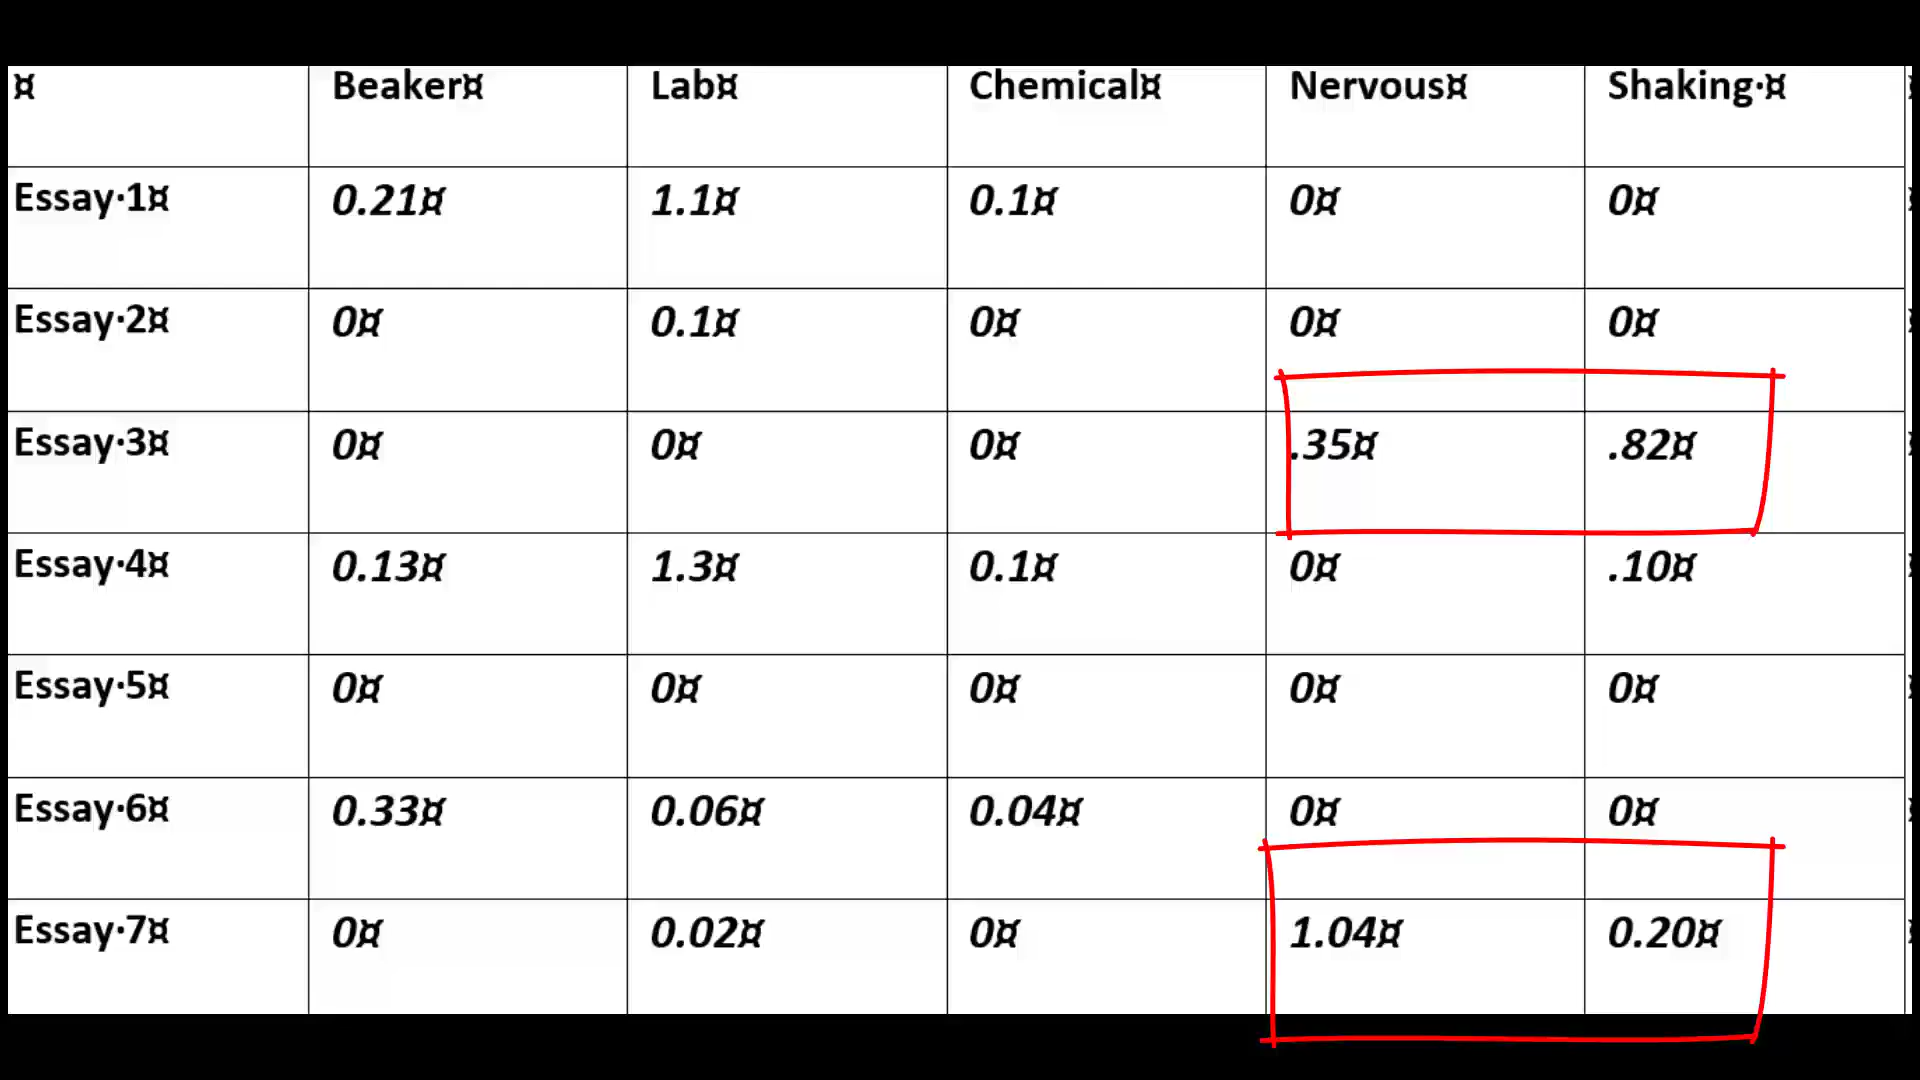 ¤ Beaker¤ Lab¤ Chemical¤ Nervous¤ Shaking·¤
Essay·1¤ 0.21¤ 1.1¤ 0.1¤ 0¤ 0¤
Essay·2¤ 0¤ 0.1¤ 0¤ 0¤ 0¤
Essay·3¤ 0¤ 0¤ 0¤ .35¤ .82¤
Essay·4¤ 0.13¤ 1.3¤ 0.1¤ 0¤ .10¤
Essay·5¤ 0¤ 0¤ 0¤ 0¤ 0¤
Essay·6¤ 0.33¤ 0.06¤ 0.04¤ 0¤ 0¤
Essay·7¤ 0¤ 0.02¤ 0¤ 1.04¤ 0.20¤